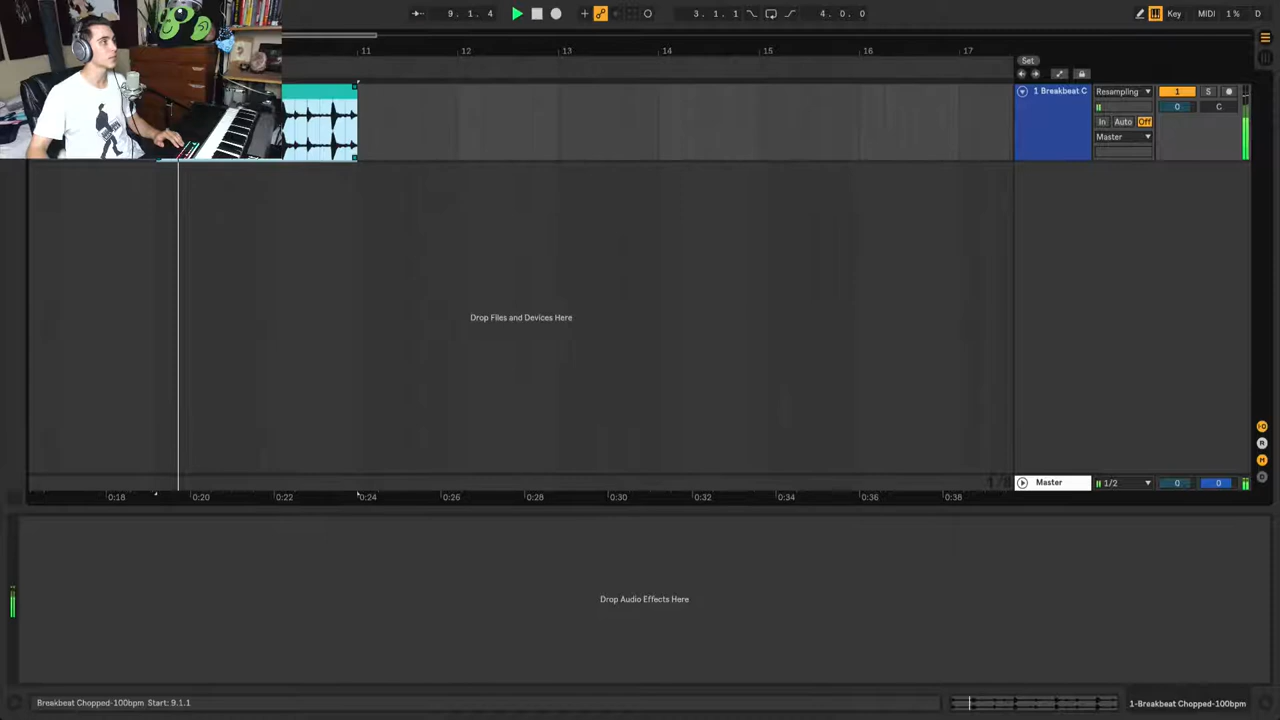 9. 1. 4
3. 1. 1
4. 0. 0
Key
MIDI
1 %
D
11
12
13
14
15
16
17
Set
1 Breakbeat C
Resampling
1
S
0
C
In
Auto
Off
Master
Drop Files and Devices Here
Master
1/2
0
0
0:18
0:20
0:22
0:24
0:26
0:28
0:30
0:32
0:34
0:36
0:38
R
H
D
Drop Audio Effects Here
Breakbeat Chopped-100bpm Start: 9.1.1
1-Breakbeat Chopped-100bpm